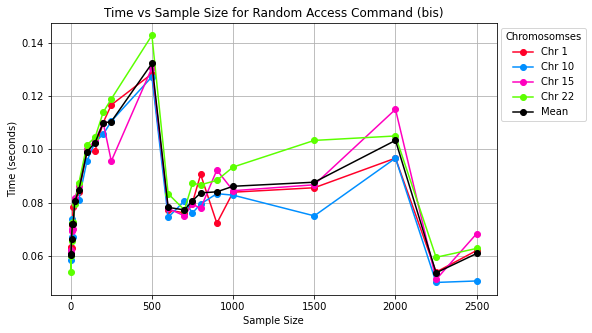 Time vs Sample Size for Random Access Command (bis)
Time (seconds)
0.14
0.12
0.10
0.08
0.06
0
500
1000
1500
2000
2500
Sample Size
Chromosomses
Chr 1
Chr 10
Chr 15
Chr 22
Mean